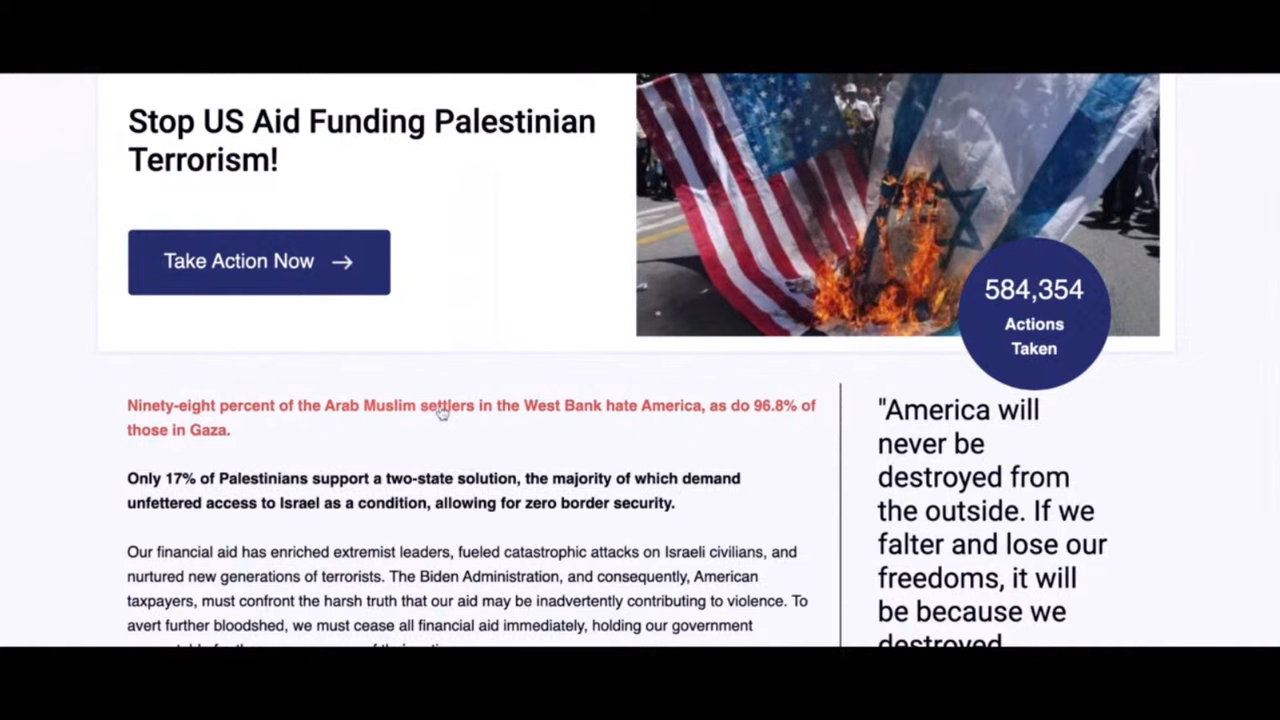 Stop US Aid Funding Palestinian
Terrorism!
Take Action Now →
584,354
Actions
Taken
Ninety-eight percent of the Arab Muslim settlers in the West Bank hate America, as do 96.8% of
those in Gaza.
Only 17% of Palestinians support a two-state solution, the majority of which demand
unfettered access to Israel as a condition, allowing for zero border security.
Our financial aid has enriched extremist leaders, fueled catastrophic attacks on Israeli civilians, and
nurtured new generations of terrorists. The Biden Administration, and consequently, American
taxpayers, must confront the harsh truth that our aid may be inadvertently contributing to violence. To
avert further bloodshed, we must cease all financial aid immediately, holding our government
"America will
never be
destroyed from
the outside. If we
falter and lose our
freedoms, it will
be because we
destroyed